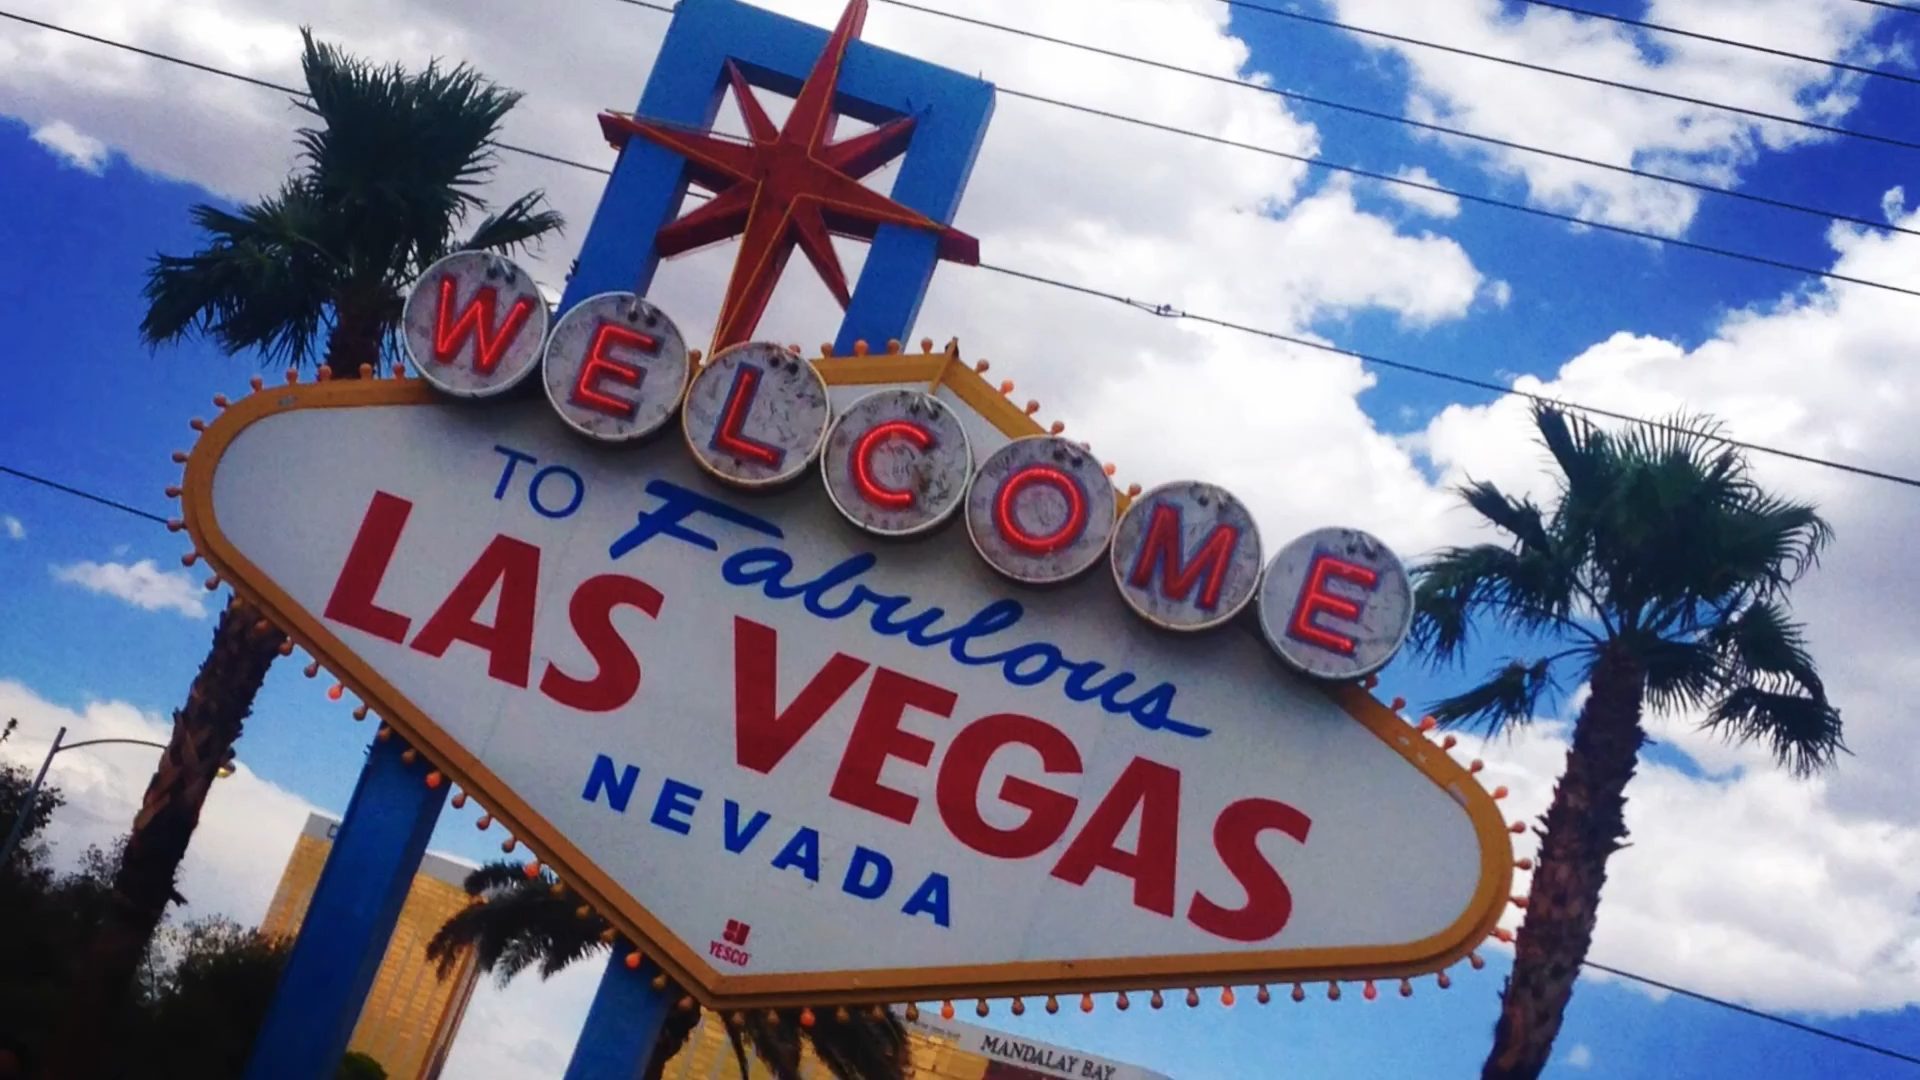 WELCOME
TO Fabulous
LAS VEGAS
NEVADA
YESCO
MANDALAY BAY